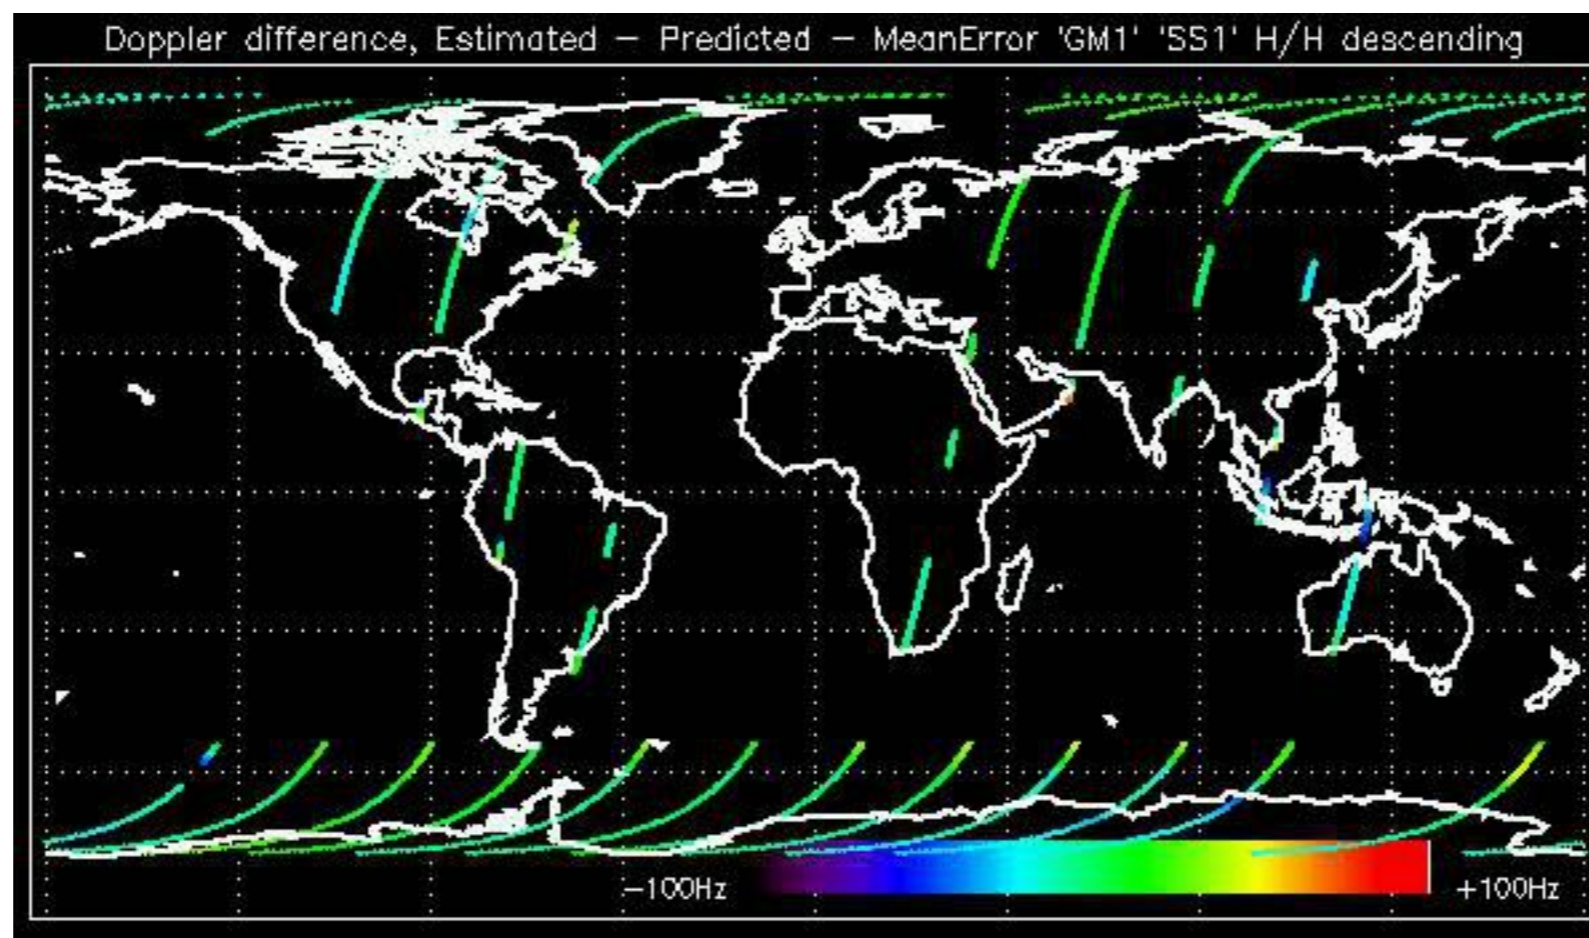 Doppler difference, Estimated – Predicted – MeanError 'GM1' 'SS1' H/H descending
–100Hz +100Hz